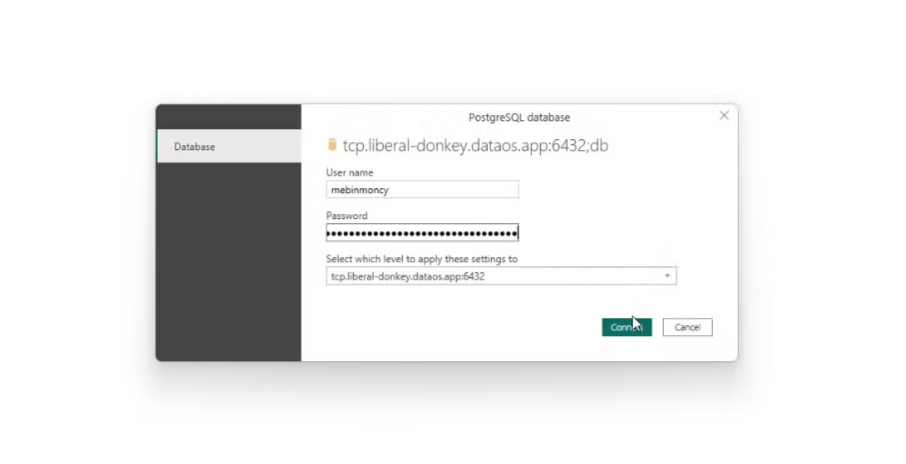 PostgreSQL database
Database
tcp.liberal-donkey.dataos.app:6432;db
User name
mebinmoncy
Password
Select which level to apply these settings to
tcp.liberal-donkey.dataos.app:6432
Cancel